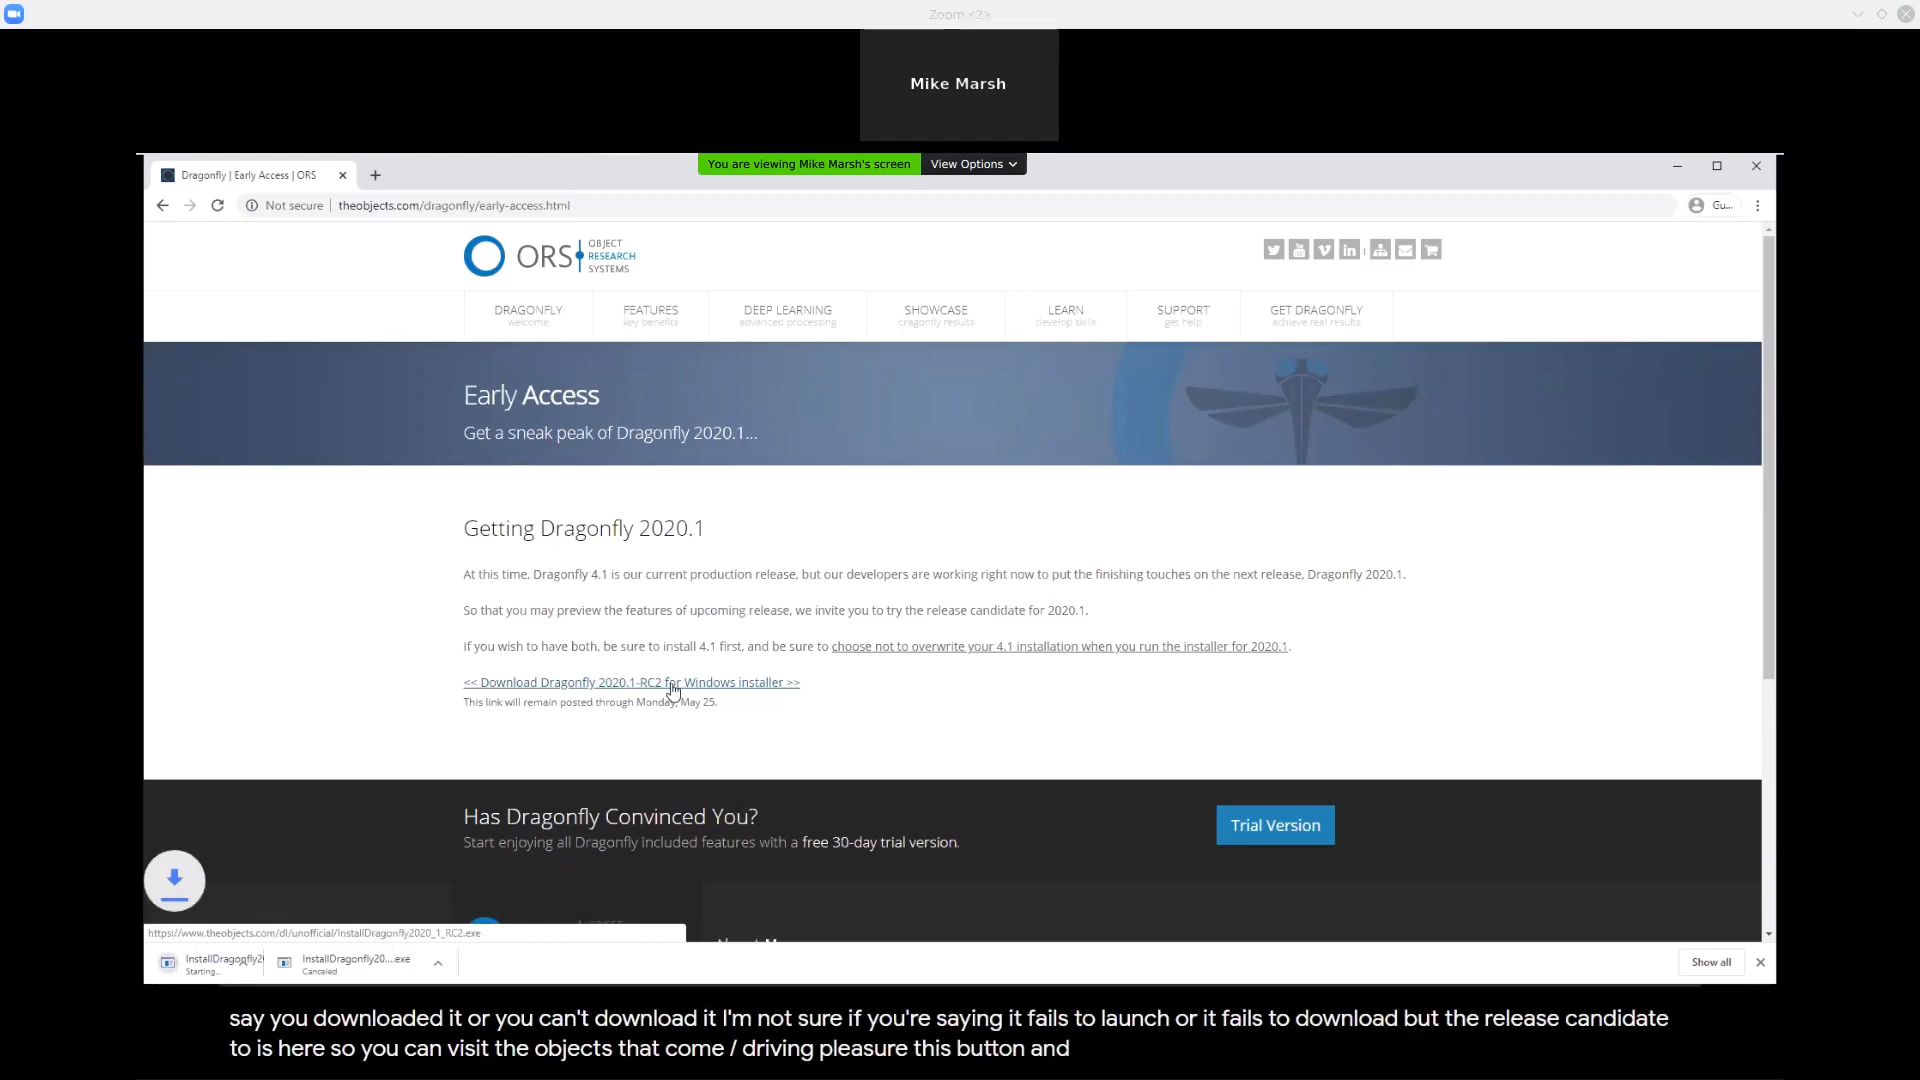 Zoom <2>
Mike Marsh
You are viewing Mike Marsh's screen View Options
Dragonfly | Early Access | ORS
Not secure | theobjects.com/dragonfly/early-access.html Gu...
ORS OBJECT RESEARCH SYSTEMS
DRAGONFLY FEATURES DEEP LEARNING SHOWCASE LEARN SUPPORT GET DRAGONFLY
welcome key benefits advanced processing dragonfly results develop skills get help achieve real results
Early Access
Get a sneak peak of Dragonfly 2020.1...
Getting Dragonfly 2020.1
At this time, Dragonfly 4.1 is our current production release, but our developers are working right now to put the finishing touches on the next release, Dragonfly 2020.1.
So that you may preview the features of upcoming release, we invite you to try the release candidate for 2020.1.
If you wish to have both, be sure to install 4.1 first, and be sure to choose not to overwrite your 4.1 installation when you run the installer for 2020.1.
<< Download Dragonfly 2020.1-RC2 for Windows installer >>
This link will remain posted through Monday, May 25.
Has Dragonfly Convinced You?
Start enjoying all Dragonfly included features with a free 30-day trial version.
Trial Version
https://www.theobjects.com/dl/unofficial/InstallDragonfly2020_1_RC2.exe
InstallDragonfly2 InstallDragonfly20....exe Show all
Starting... Canceled
say you downloaded it or you can't download it I'm not sure if you're saying it fails to launch or it fails to download but the release candidate
to is here so you can visit the objects that come / driving pleasure this button and